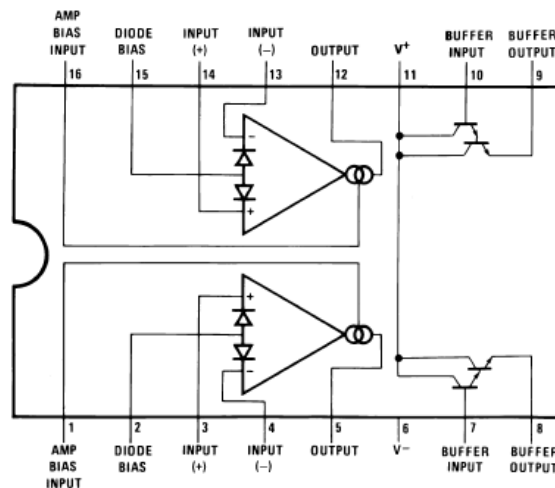 AMP
BIAS
INPUT
DIODE
BIAS
INPUT
(+)
INPUT
(−)
OUTPUT
V+
BUFFER
INPUT
BUFFER
OUTPUT
16 15 14 13 12 11 10 9
−
+
+
−
1 2 3 4 5 6 7 8
AMP
BIAS
INPUT
DIODE
BIAS
INPUT
(+)
INPUT
(−)
OUTPUT
V−
BUFFER
INPUT
BUFFER
OUTPUT